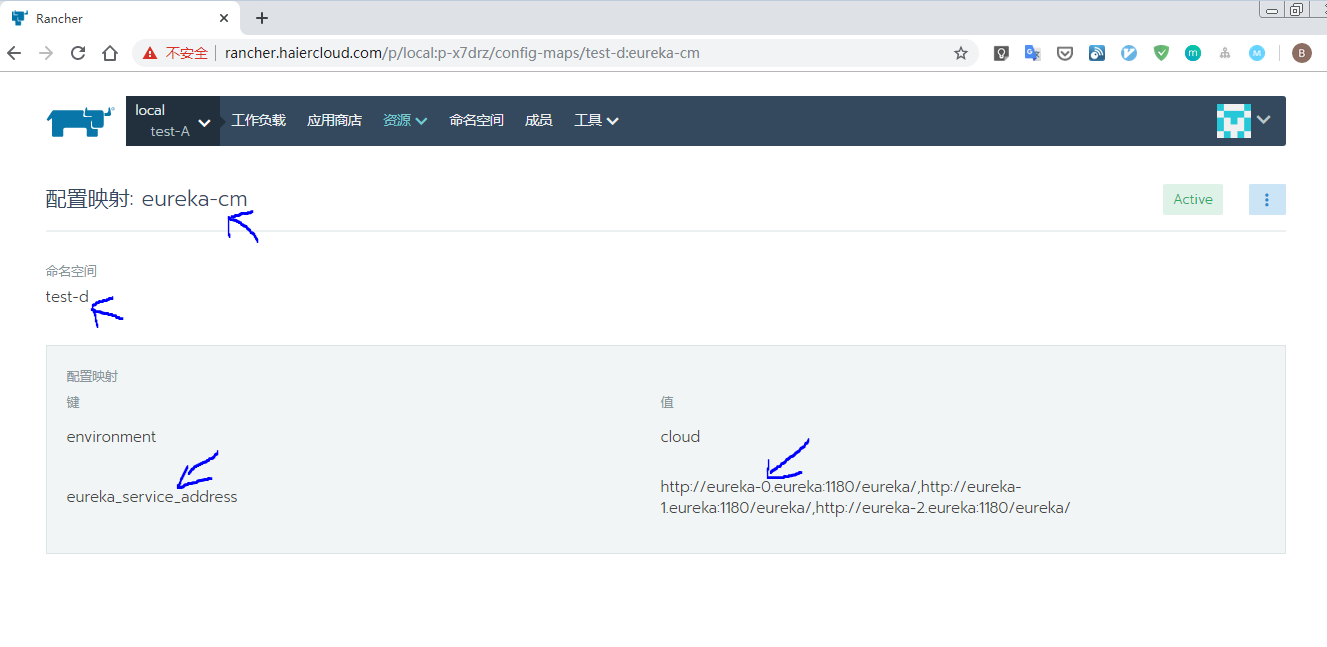 Rancher
不安全
rancher.haiercloud.com/p/local:p-x7drz/config-maps/test-d:eureka-cm
B
local
test-A
工作负载 应用商店 资源 命名空间 成员 工具
配置映射: eureka-cm
Active
命名空间
test-d
配置映射
键 值
environment cloud
eureka_service_address
http://eureka-0.eureka:1180/eureka/,http://eureka-
1.eureka:1180/eureka/,http://eureka-2.eureka:1180/eureka/